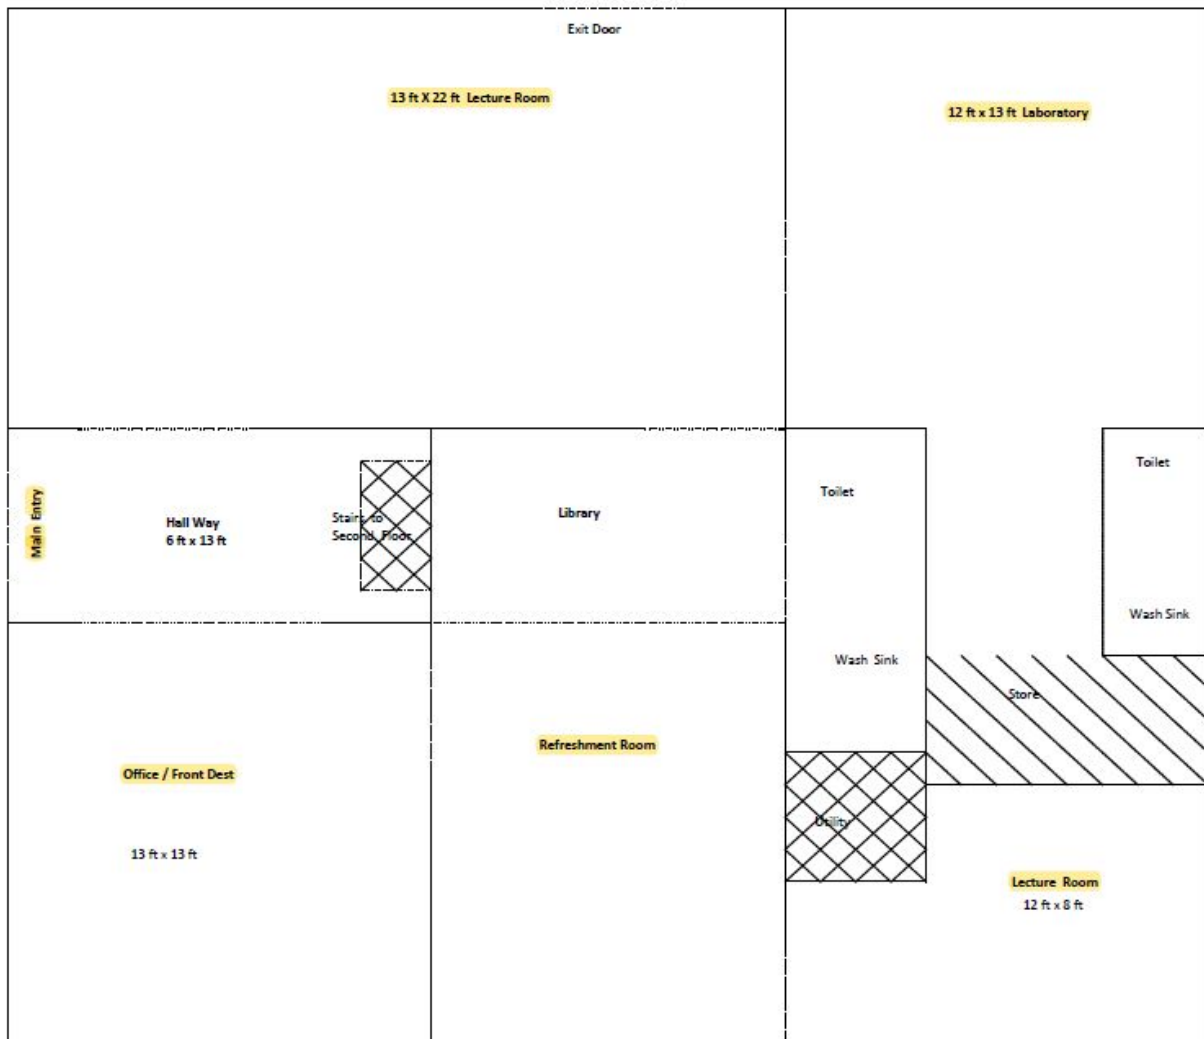 Exit Door
13 ft X 22 ft Lecture Room
12 ft x 13 ft Laboratory
Main Entry
Hall Way
6 ft x 13 ft
Stairs to
Second Floor
Library
Toilet
Toilet
Wash Sink
Wash Sink
Store
Refreshment Room
Office / Front Dest
13 ft x 13 ft
Utility
Lecture Room
12 ft x 8 ft